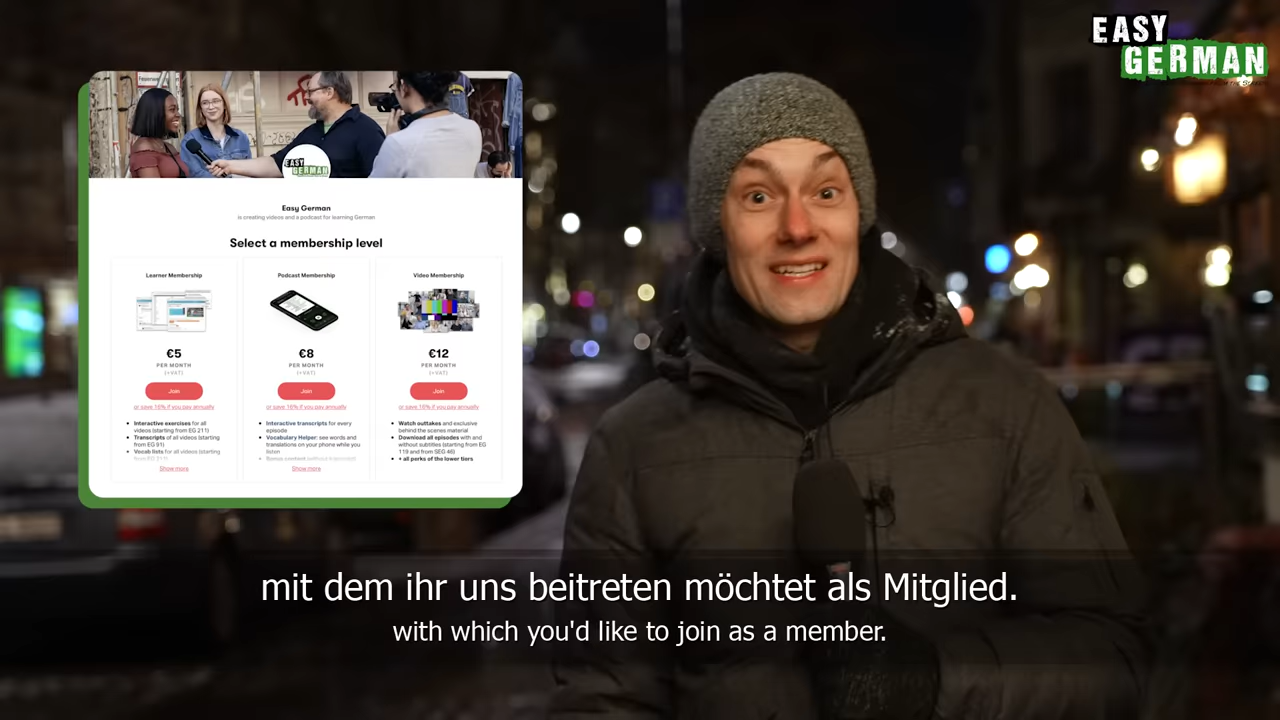 EASY
GERMAN
EASY
GERMAN
Easy German
is creating videos and a podcast for learning German
Select a membership level
Learner Membership
€5
PER MONTH
(+VAT)
Join
or save 16% if you pay annually
Interactive exercises for all
videos (starting from EG 211)
Transcripts of all videos (starting
from EG 51)
Vocab lists for all videos (starting
Show more
Podcast Membership
€8
PER MONTH
(+VAT)
Join
or save 16% if you pay annually
Interactive transcripts for every
episode
Vocabulary Helper: see words and
translations on your phone while you
listen
Show more
Video Membership
€12
PER MONTH
(+VAT)
Join
or save 16% if you pay annually
Watch outtakes and exclusive
behind the scenes material
Download all episodes with and
without subtitles (starting from EG
119 and from SEG 46)
+ all perks of the lower tiers
mit dem ihr uns beitreten möchtet als Mitglied.
with which you'd like to join as a member.